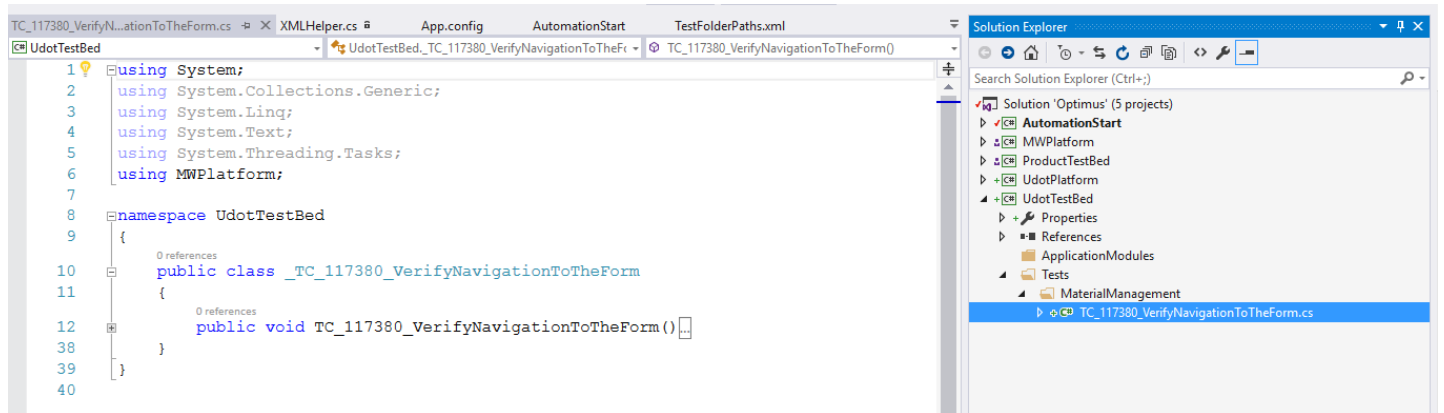 TC_117380_VerifyN...ationToTheForm.cs XMLHelper.cs App.config AutomationStart TestFolderPaths.xml
C# UdotTestBed UdotTestBed._TC_117380_VerifyNavigationToTheFo TC_117380_VerifyNavigationToTheForm()
1 using System;
2 using System.Collections.Generic;
3 using System.Linq;
4 using System.Text;
5 using System.Threading.Tasks;
6 using MWPlatform;
7
8 namespace UdotTestBed
9 {
0 references
10 public class _TC_117380_VerifyNavigationToTheForm
11 {
0 references
12 public void TC_117380_VerifyNavigationToTheForm()...
38 }
39 }
40
Solution Explorer
Search Solution Explorer (Ctrl+;)
Solution 'Optimus' (5 projects)
C# AutomationStart
C# MWPlatform
C# ProductTestBed
C# UdotPlatform
C# UdotTestBed
Properties
References
ApplicationModules
Tests
MaterialManagement
C# TC_117380_VerifyNavigationToTheForm.cs